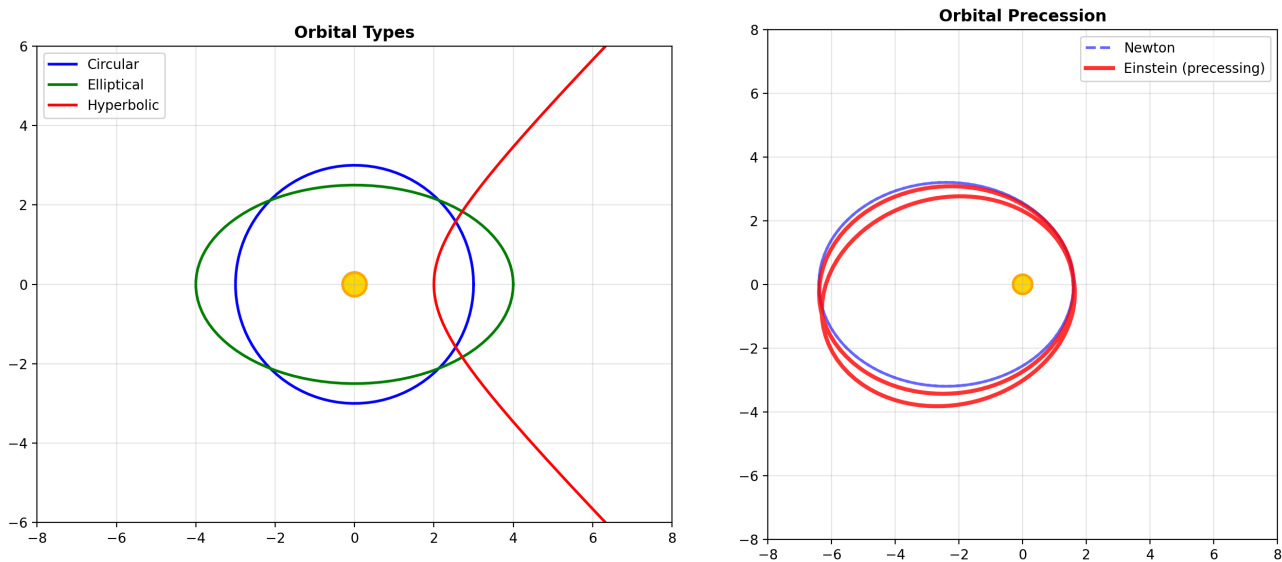 Orbital Types
6
4
2
0
−2
−4
−6
−8 −6 −4 −2 0 2 4 6 8
Circular
Elliptical
Hyperbolic
Orbital Precession
8
6
4
2
0
−2
−4
−6
−8
−8 −6 −4 −2 0 2 4 6 8
Newton
Einstein (precessing)